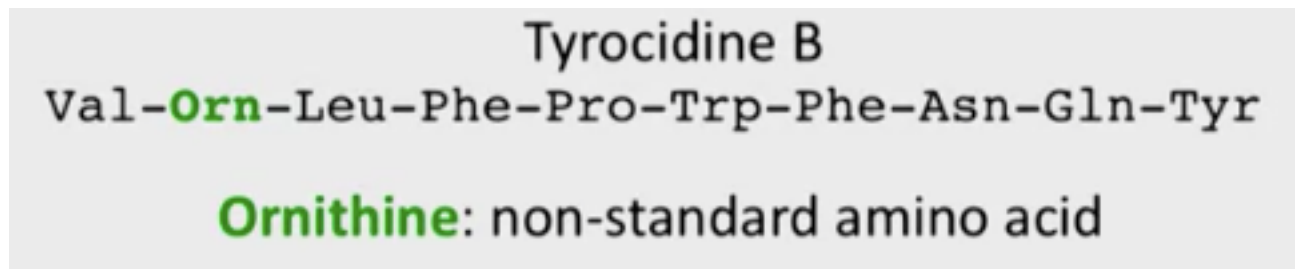 Tyrocidine B
Val-Orn-Leu-Phe-Pro-Trp-Phe-Asn-Gln-Tyr
Ornithine: non-standard amino acid